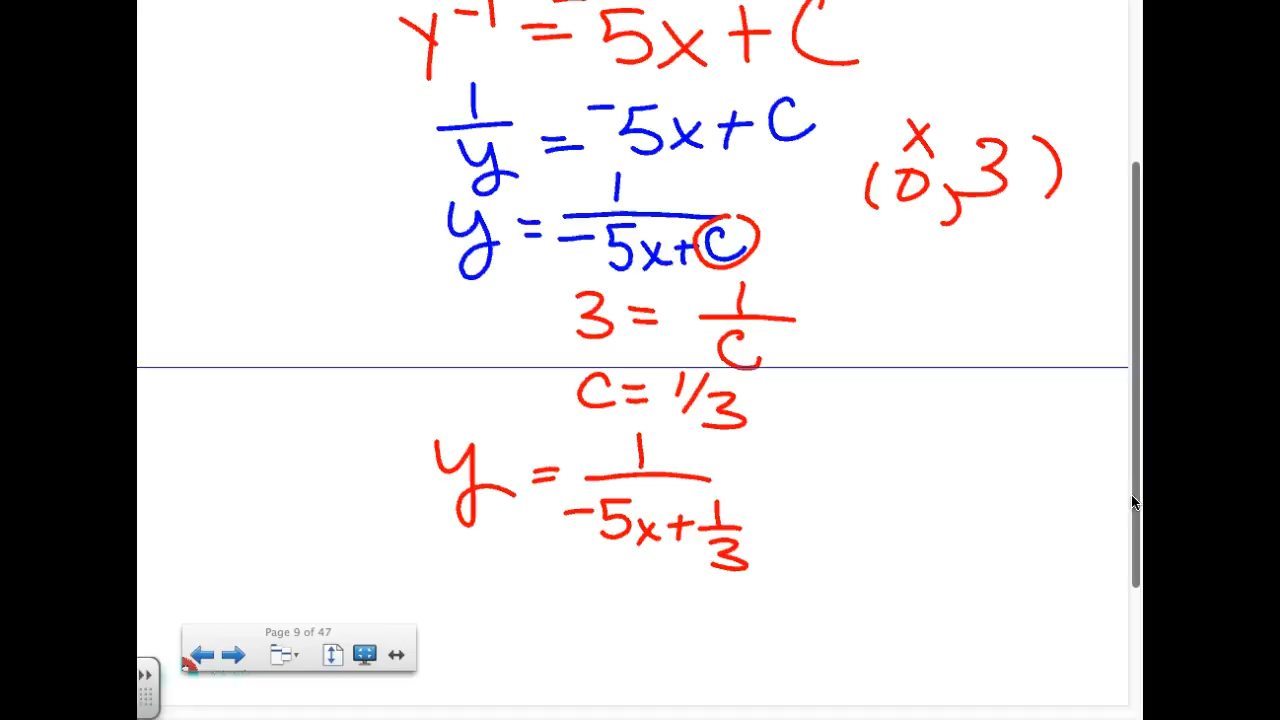 y⁻¹ = ⁻5x + C
1/y = ⁻5x + C
x
(0, 3)
y = 1/(-5x + C)
3 = 1/C
C = 1/3
y = 1/(-5x + 1/3)
Page 9 of 47